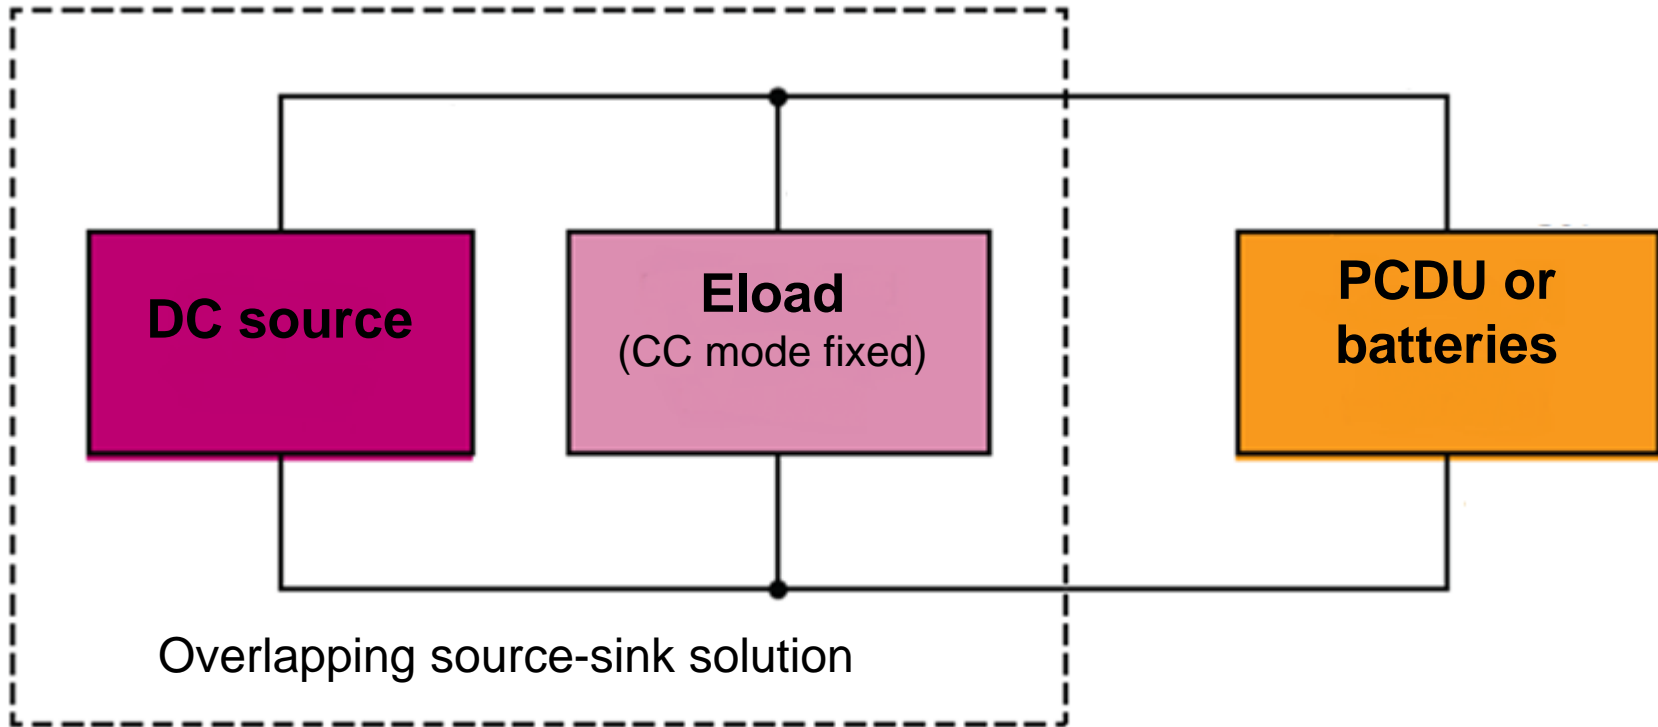 DC source
Eload
(CC mode fixed)
PCDU or
batteries
Overlapping source-sink solution